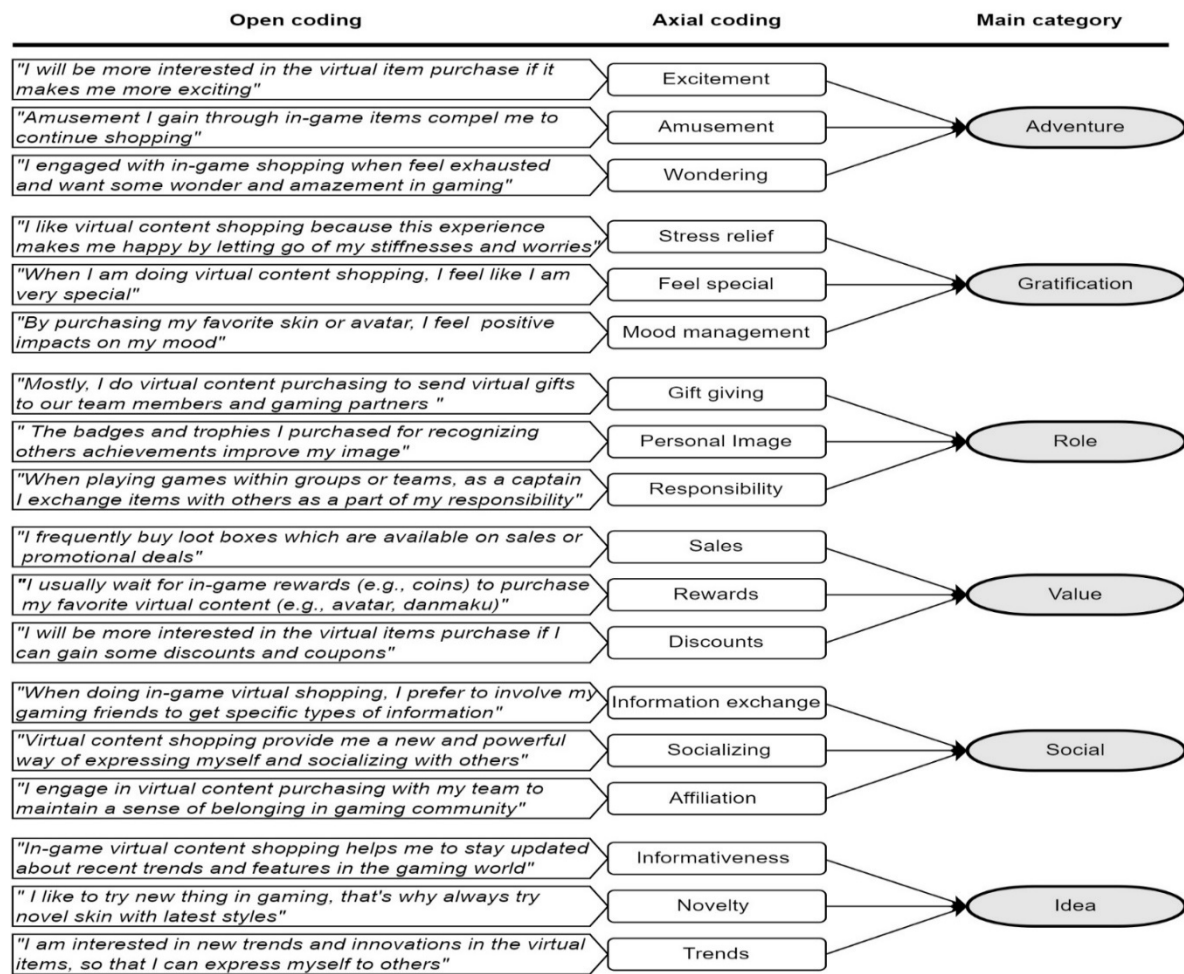 Open coding
Axial coding
Main category
"I will be more interested in the virtual item purchase if it
makes me more exciting"
Excitement
"Amusement I gain through in-game items compel me to
continue shopping"
Amusement
Adventure
"I engaged with in-game shopping when feel exhausted
and want some wonder and amazement in gaming"
Wondering
"I like virtual content shopping because this experience
makes me happy by letting go of my stiffnesses and worries"
Stress relief
"When I am doing virtual content shopping, I feel like I am
very special"
Feel special
Gratification
"By purchasing my favorite skin or avatar, I feel  positive
impacts on my mood"
Mood management
"Mostly, I do virtual content purchasing to send virtual gifts
to our team members and gaming partners "
Gift giving
" The badges and trophies I purchased for recognizing
others achievements improve my image"
Personal Image
Role
"When playing games within groups or teams, as a captain
I exchange items with others as a part of my responsibility"
Responsibility
"I frequently buy loot boxes which are available on sales or
promotional deals"
Sales
"I usually wait for in-game rewards (e.g., coins) to purchase
my favorite virtual content (e.g., avatar, danmaku)"
Rewards
Value
"I will be more interested in the virtual items purchase if I
can gain some discounts and coupons"
Discounts
"When doing in-game virtual shopping, I prefer to involve my
gaming friends to get specific types of information"
Information exchange
"Virtual content shopping provide me a new and powerful
way of expressing myself and socializing with others"
Socializing
Social
"I engage in virtual content purchasing with my team to
maintain a sense of belonging in gaming community"
Affiliation
"In-game virtual content shopping helps me to stay updated
about recent trends and features in the gaming world"
Informativeness
" I like to try new thing in gaming, that's why always try
novel skin with latest styles"
Novelty
Idea
"I am interested in new trends and innovations in the virtual
items, so that I can express myself to others"
Trends